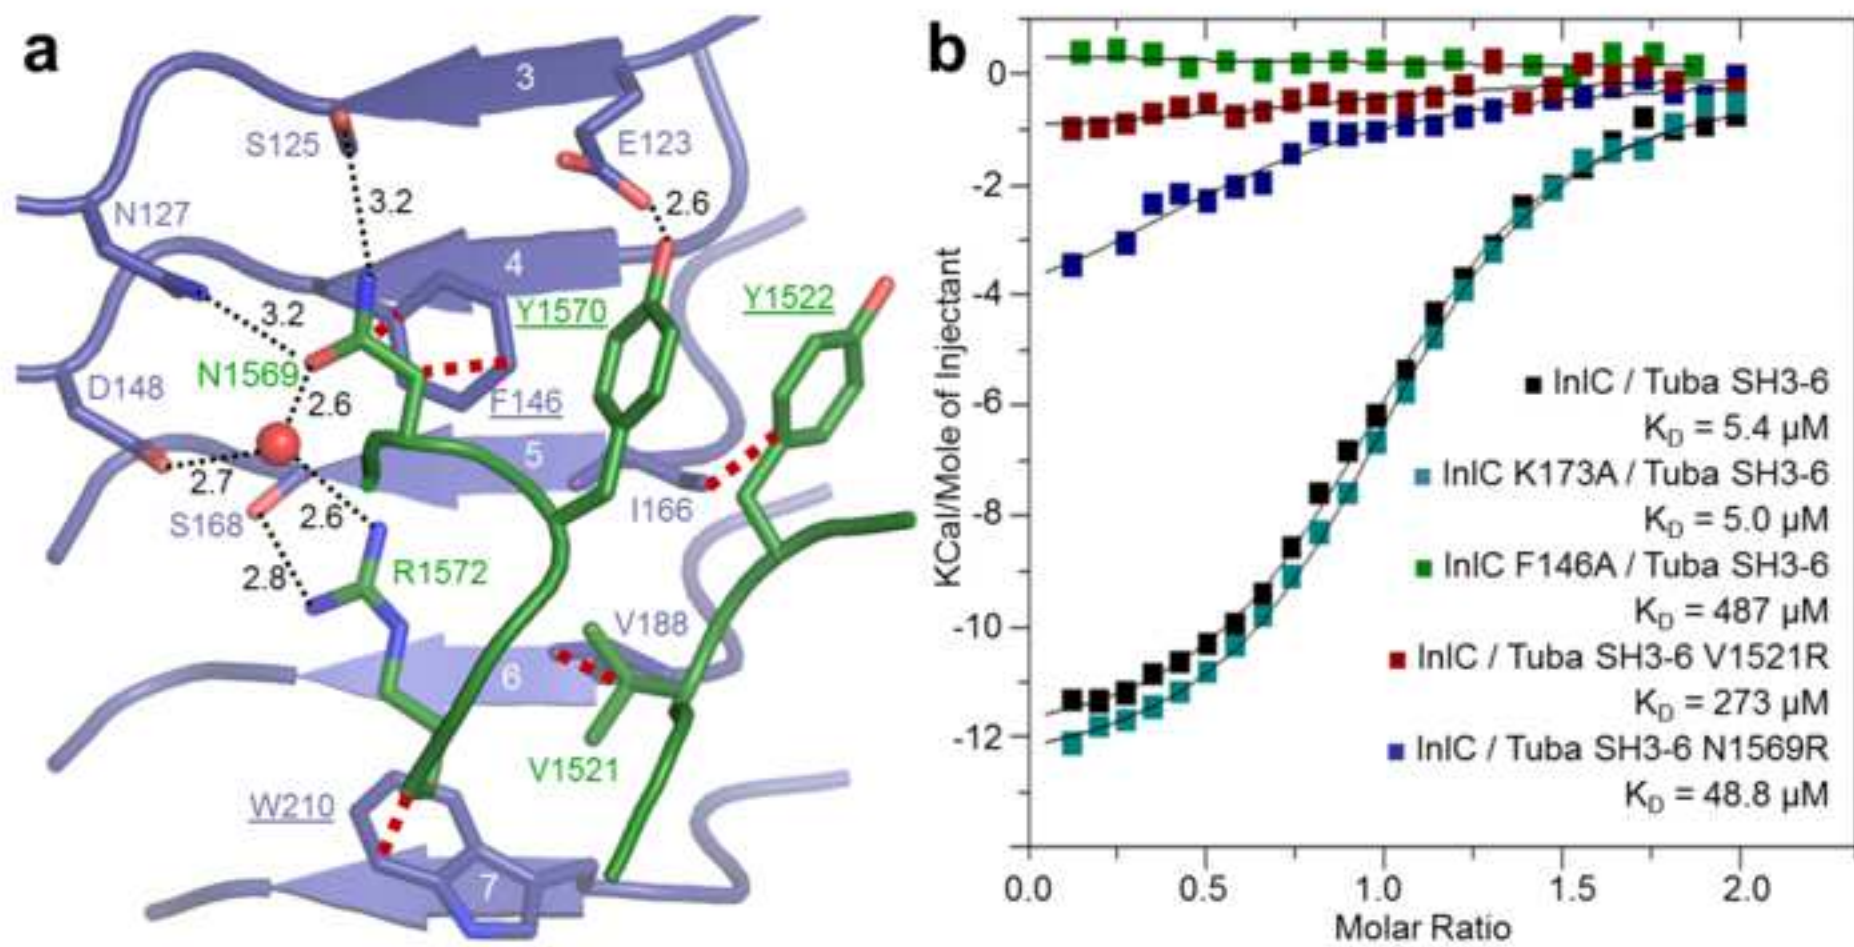 a
3
S125
E123
3.2
2.6
N127
4
Y1570
Y1522
3.2
N1569
D148
2.6
F146
5
2.7
2.6
I166
S168
R1572
2.8
V188
6
V1521
W210
7
b
KCal/Mole of Injectant
0
-2
-4
-6
-8
-10
-12
InlC / Tuba SH3-6
KD = 5.4 µM
InlC K173A / Tuba SH3-6
KD = 5.0 µM
InlC F146A / Tuba SH3-6
KD = 487 µM
InlC / Tuba SH3-6 V1521R
KD = 273 µM
InlC / Tuba SH3-6 N1569R
KD = 48.8 µM
0.0 0.5 1.0 1.5 2.0
Molar Ratio